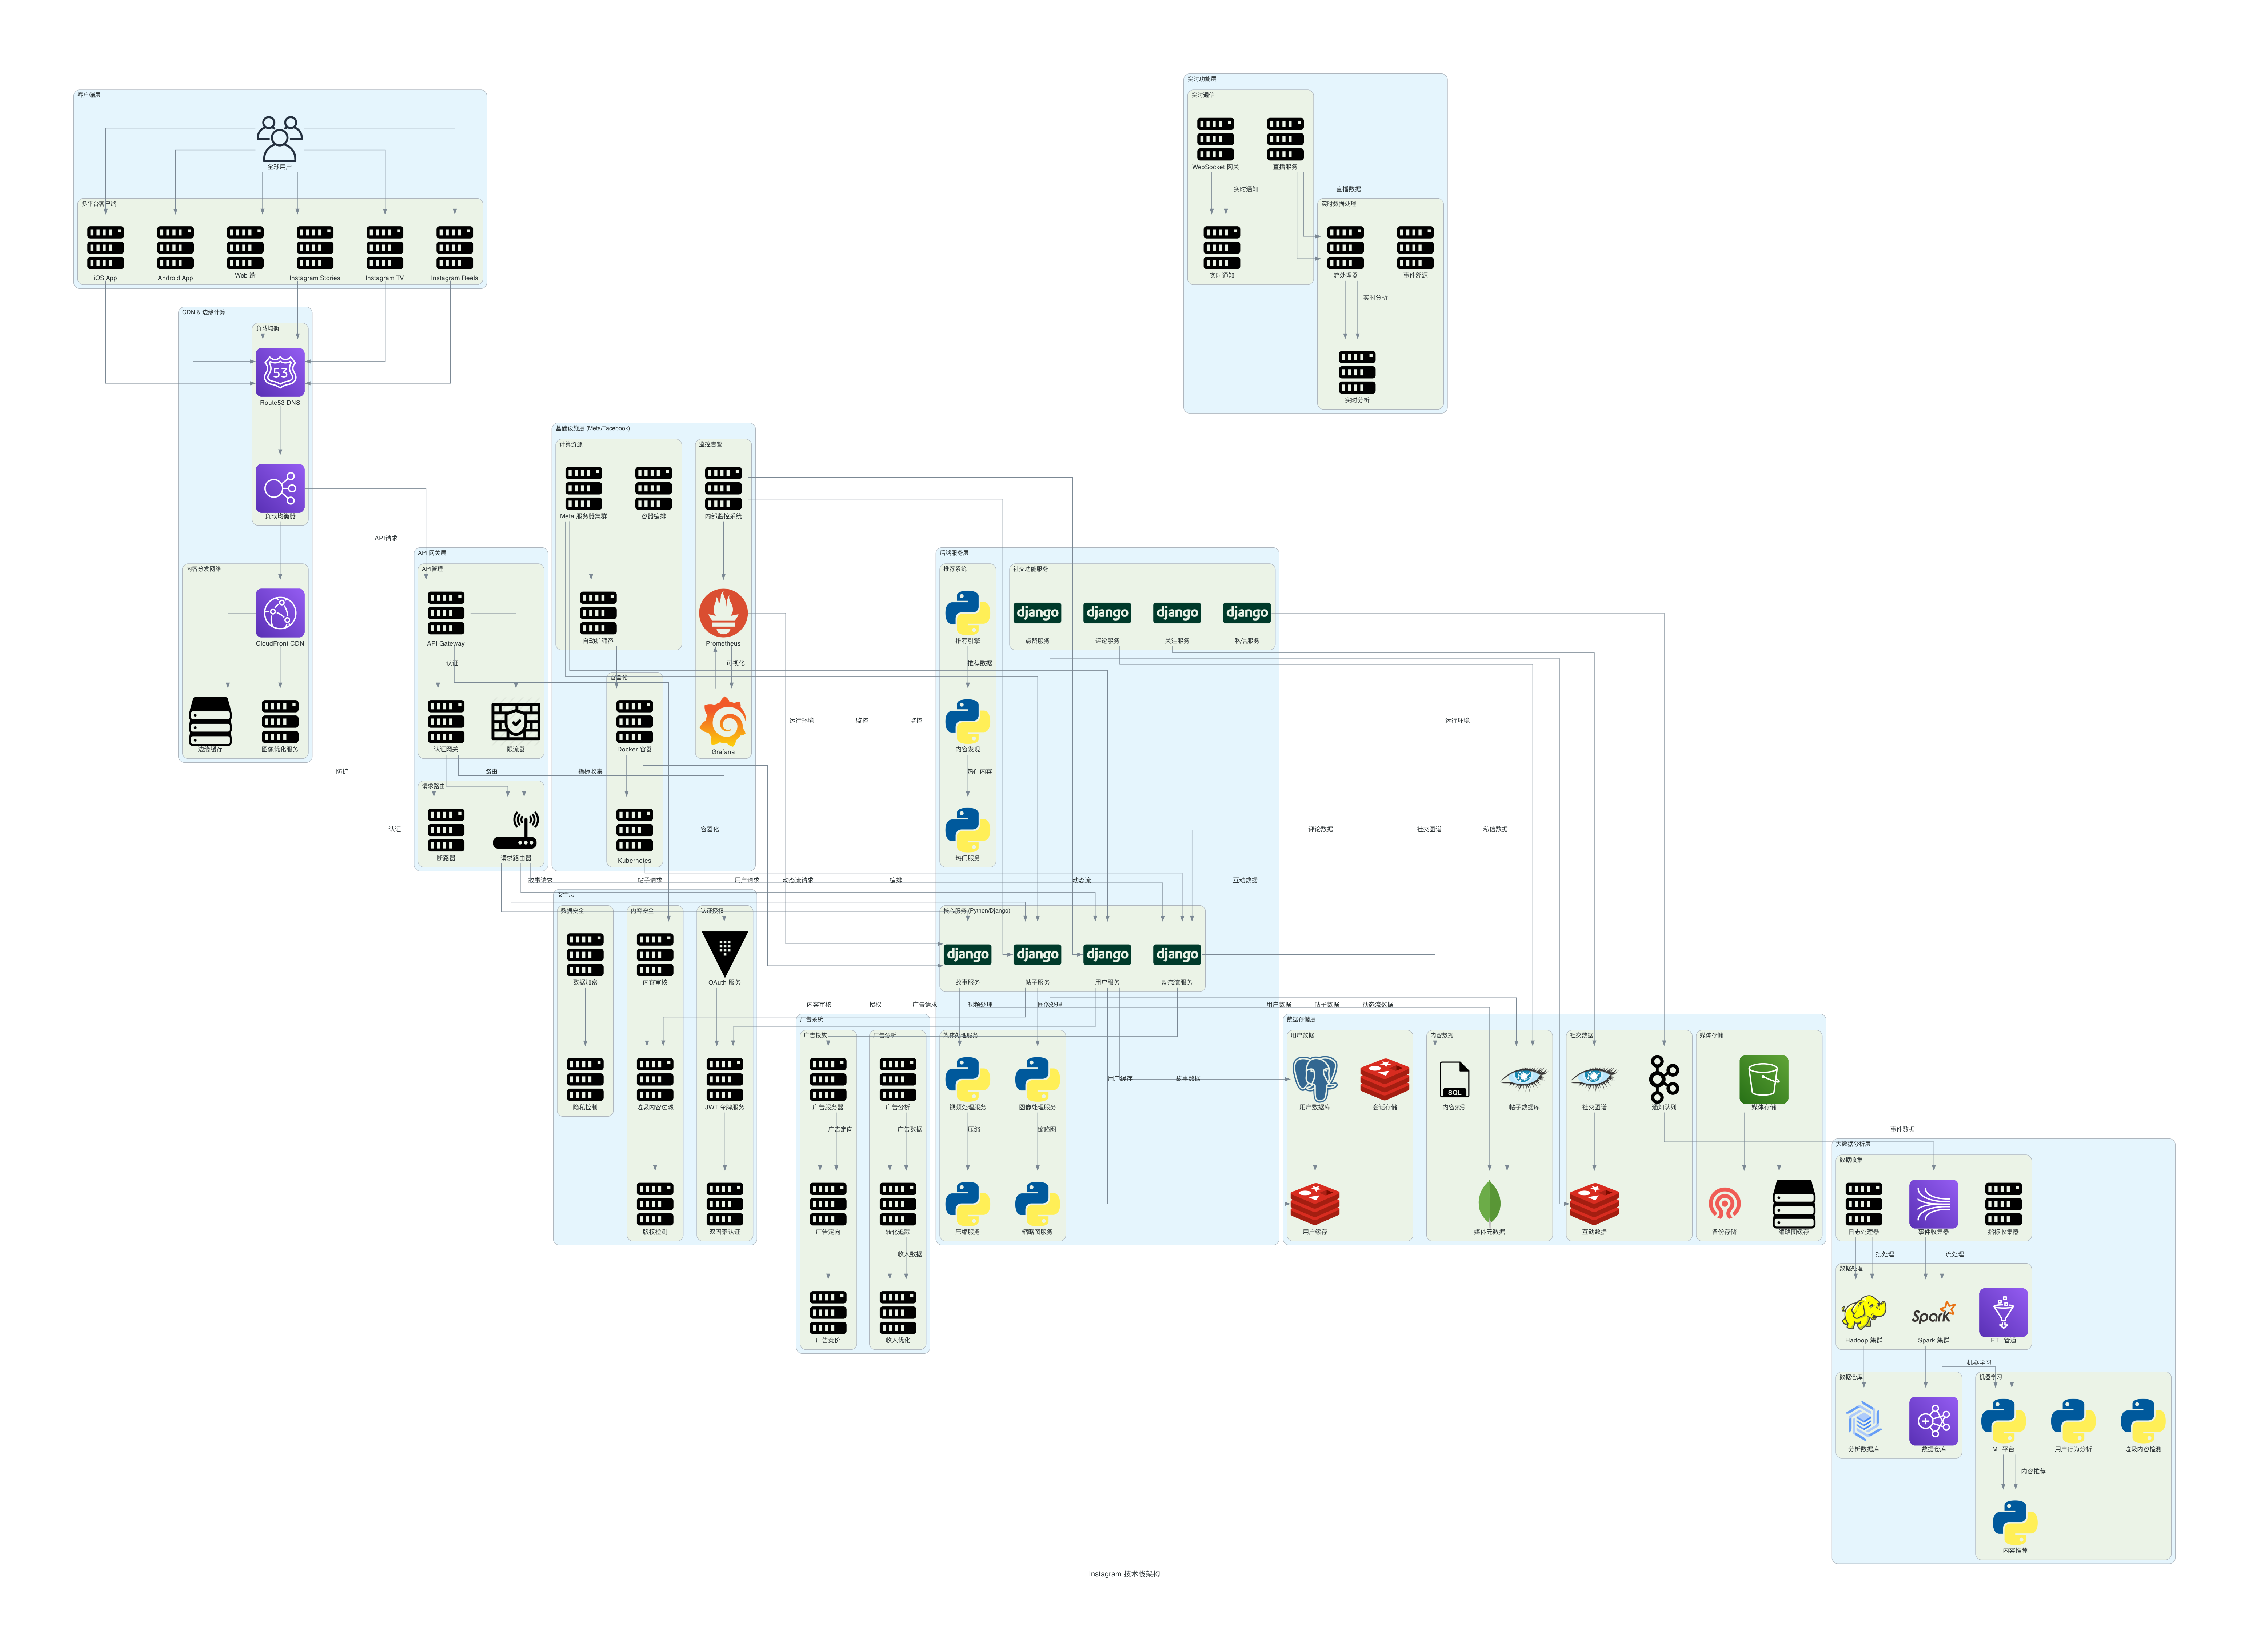 实时功能层
实时通信
WebSocket 网关
直播服务
实时通知
直播数据
实时数据处理
实时通知
流处理器
事件溯源
实时分析
实时分析
客户端层
全球用户
多平台客户端
iOS App
Android App
Web 端
Instagram Stories
Instagram TV
Instagram Reels
CDN & 边缘计算
负载均衡
53
Route53 DNS
负载均衡器
API请求
内容分发网络
CloudFront CDN
边缘缓存
图像优化服务
防护
认证
API 网关层
API管理
API Gateway
认证
认证网关
限流器
路由
请求路由
断路器
请求路由器
基础设施层 (Meta/Facebook)
计算资源
监控告警
Meta 服务器集群
容器编排
内部监控系统
自动扩缩容
Prometheus
可视化
容器化
Docker 容器
Grafana
指标收集
Kubernetes
容器化
运行环境
监控
监控
后端服务层
推荐系统
社交功能服务
推荐引擎
django
点赞服务
django
评论服务
django
关注服务
django
私信服务
推荐数据
内容发现
热门内容
热门服务
运行环境
评论数据
社交图谱
私信数据
故事请求
帖子请求
用户请求
动态流请求
编排
动态流
互动数据
核心服务 (Python/Django)
django
故事服务
django
帖子服务
django
用户服务
django
动态流服务
安全层
数据安全
内容安全
认证授权
数据加密
内容审核
OAuth 服务
隐私控制
垃圾内容过滤
JWT 令牌服务
版权检测
双因素认证
内容审核
授权
广告请求
视频处理
图像处理
用户数据
帖子数据
动态流数据
广告系统
广告投放
广告分析
广告服务器
广告分析
广告定向
广告数据
广告定向
转化追踪
收入数据
广告竞价
收入优化
媒体处理服务
视频处理服务
图像处理服务
压缩
缩略图
压缩服务
缩略图服务
用户缓存
故事数据
数据存储层
用户数据
内容数据
社交数据
媒体存储
用户数据库
会话存储
SQL
内容索引
帖子数据库
社交图谱
通知队列
媒体存储
用户缓存
媒体元数据
互动数据
备份存储
缩略图缓存
事件数据
大数据分析层
数据收集
日志处理器
事件收集器
指标收集器
批处理
流处理
数据处理
Hadoop 集群
Spark
Spark 集群
ETL 管道
机器学习
数据仓库
机器学习
分析数据库
数据仓库
ML 平台
用户行为分析
垃圾内容检测
内容推荐
内容推荐
Instagram 技术栈架构